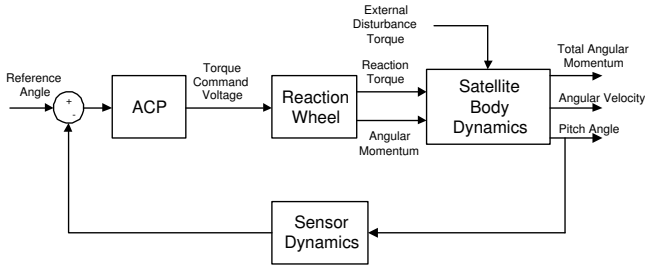 External
Disturbance
Torque
Reference
Angle
+
-
ACP
Torque
Command
Voltage
Reaction
Wheel
Reaction
Torque
Angular
Momentum
Satellite
Body
Dynamics
Total Angular
Momentum
Angular Velocity
Pitch Angle
Sensor
Dynamics